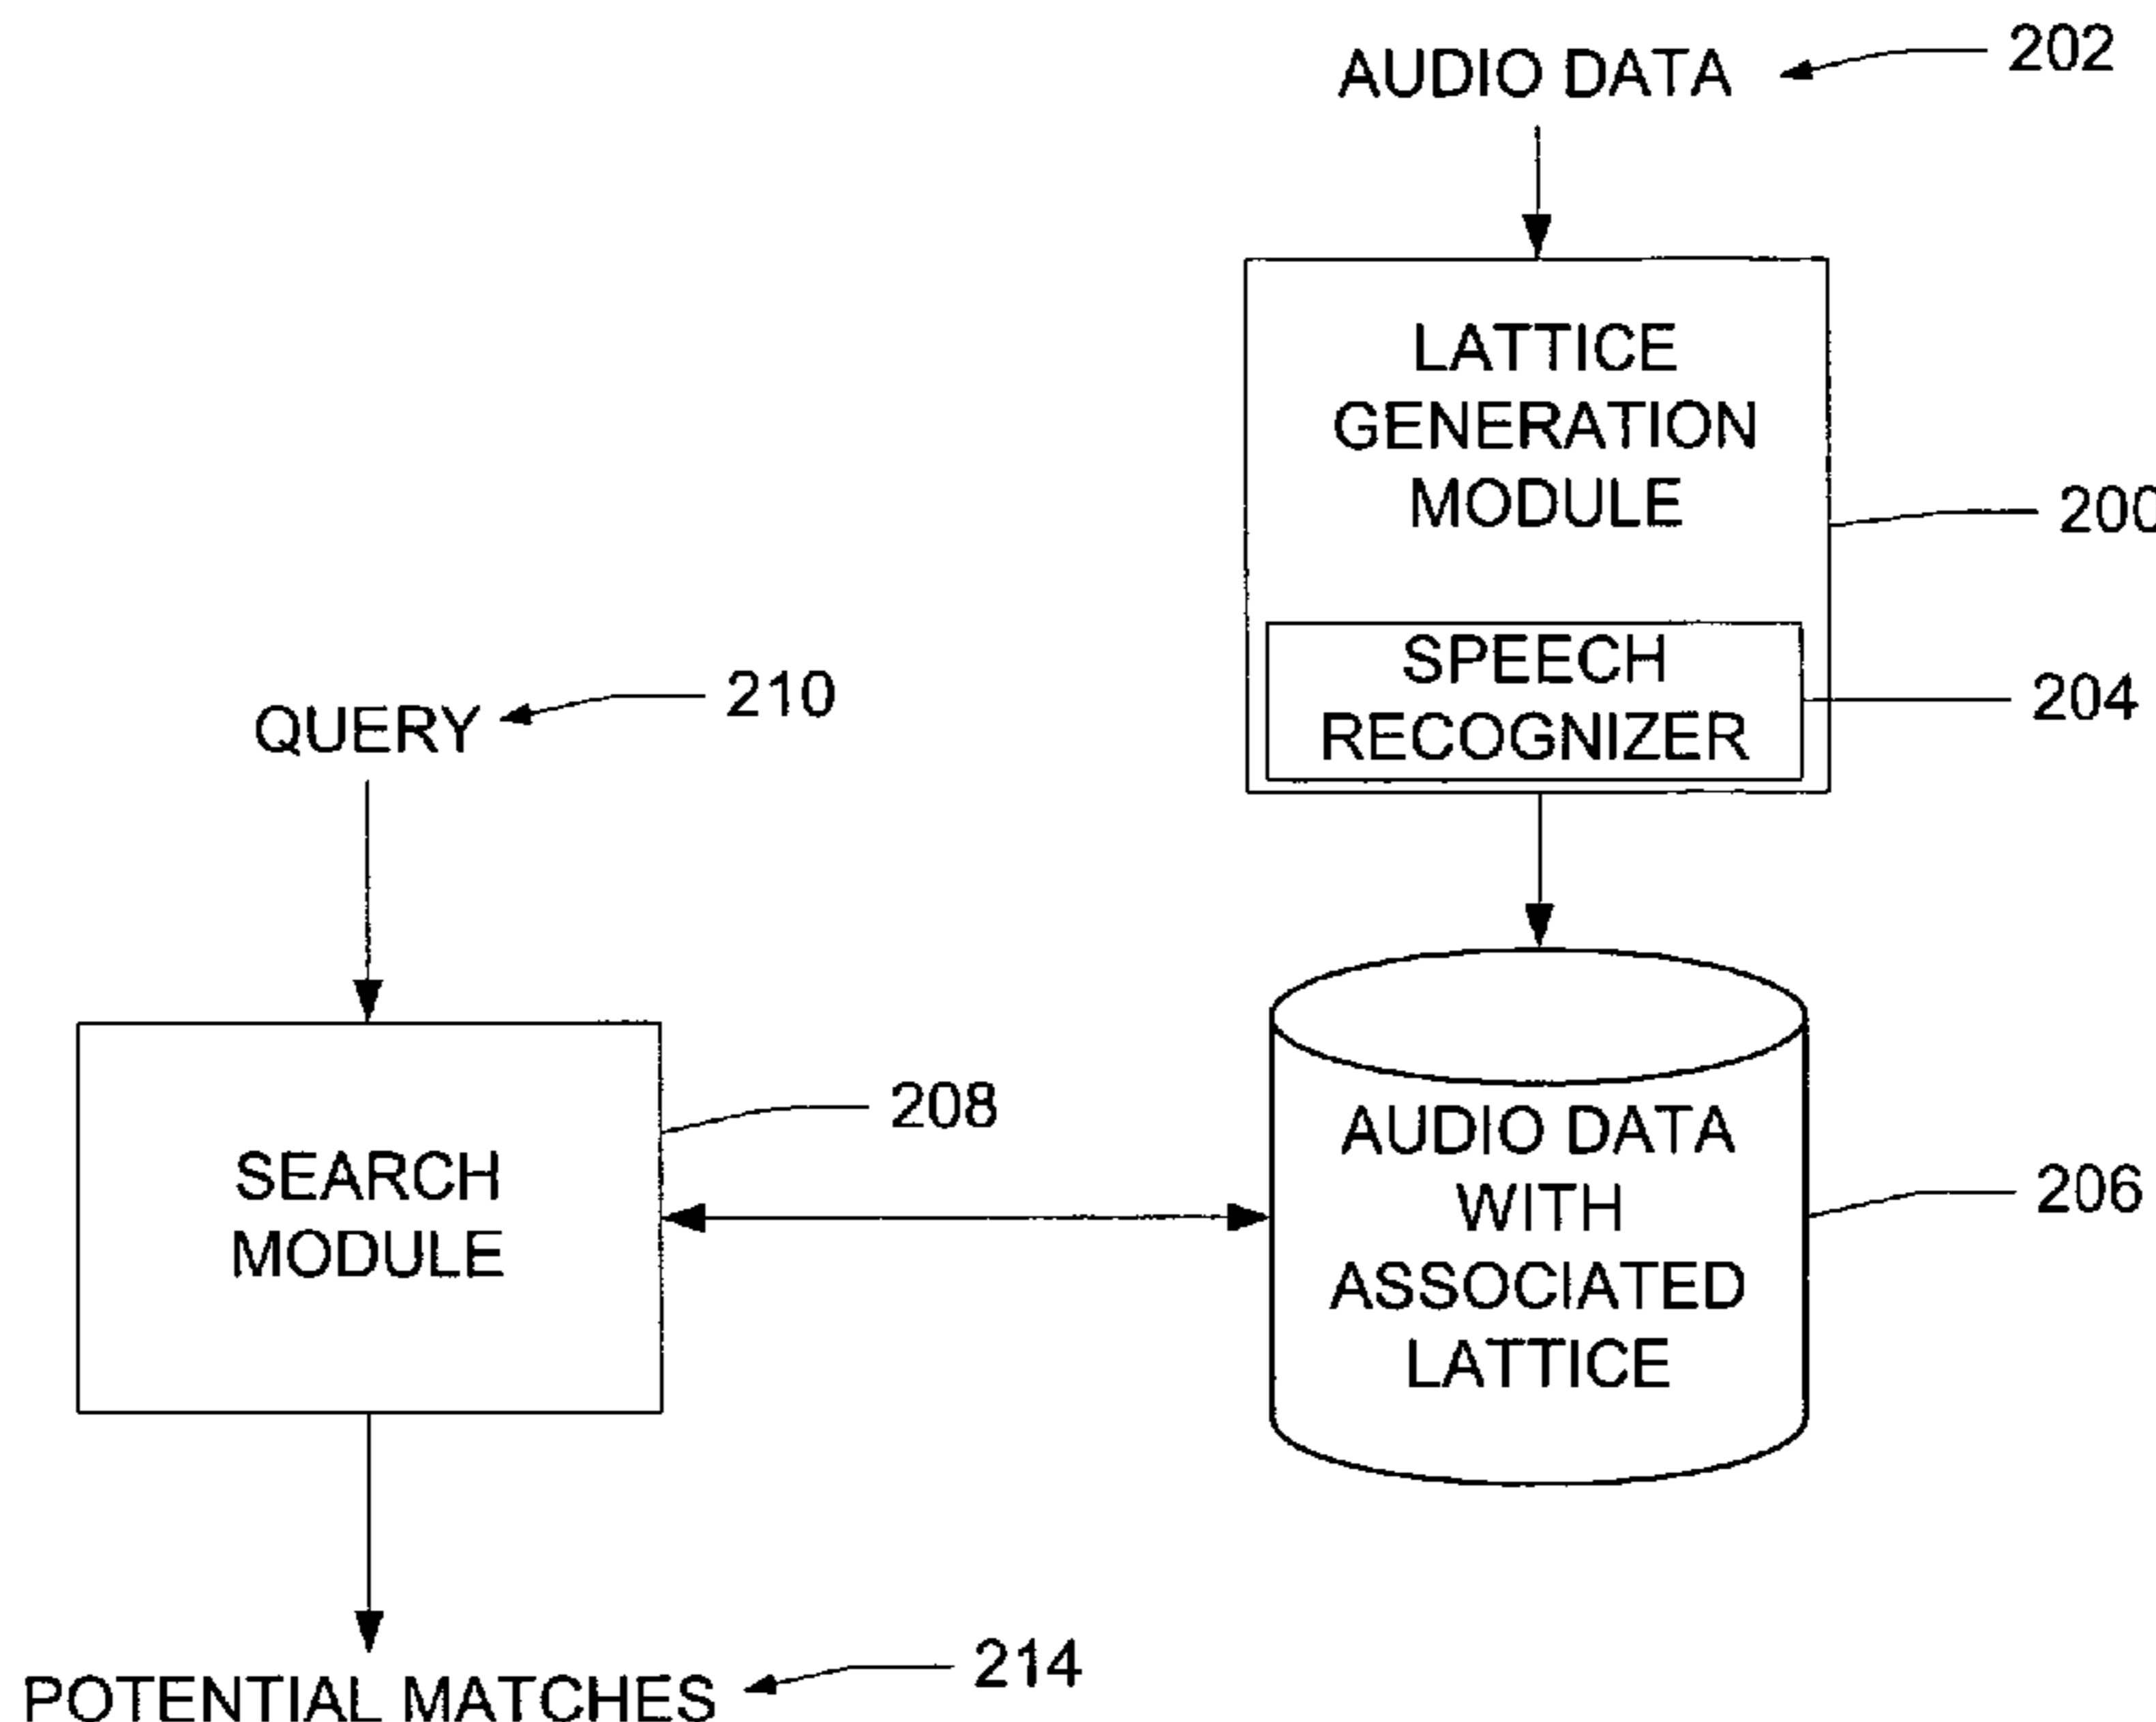 AUDIO DATA
202
LATTICE
GENERATION
MODULE
200
SPEECH
RECOGNIZER
204
QUERY
210
SEARCH
MODULE
208
AUDIO DATA
WITH
ASSOCIATED
LATTICE
206
POTENTIAL MATCHES
214